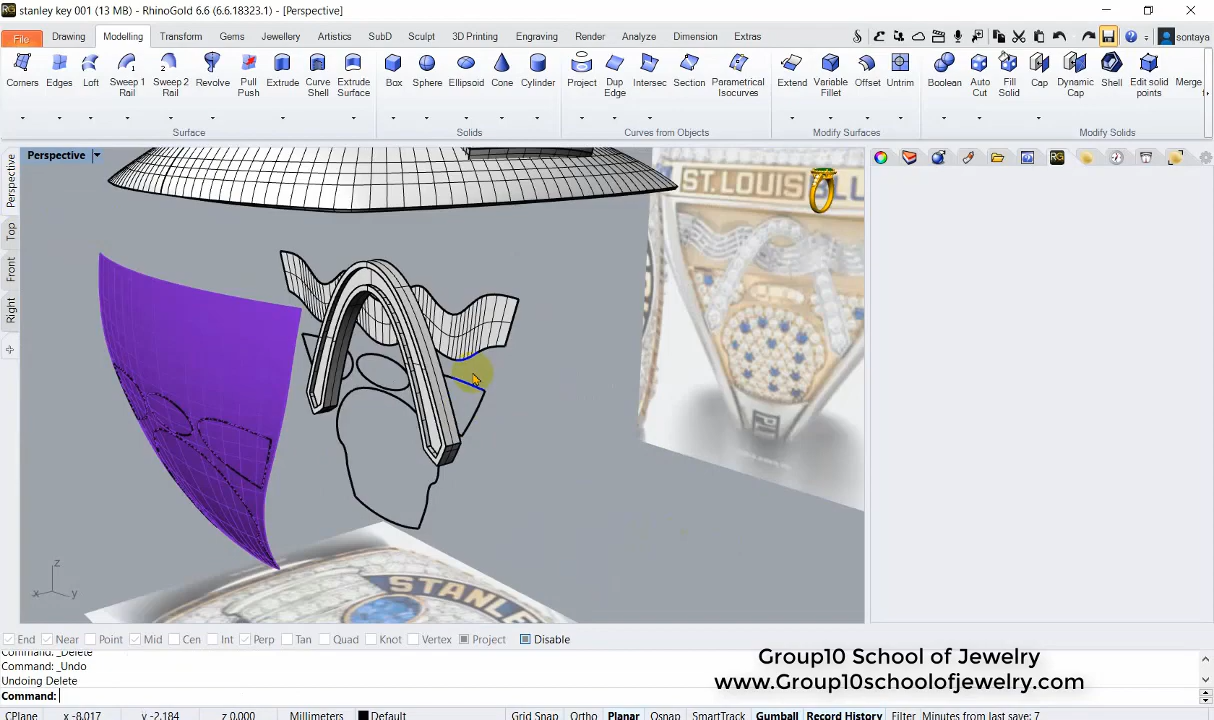 stanley key 001 (13 MB) - RhinoGold 6.6 (6.6.18323.1) - [Perspective]
File Drawing Modelling Transform Gems Jewellery Artistics SubD Sculpt 3D Printing Engraving Render Analyze Dimension Extras sontaya
Corners Edges Loft Sweep 1 Rail Sweep 2 Rail Revolve Pull Push Extrude Curve Shell Extrude Surface Box Sphere Ellipsoid Cone Cylinder Project Dup Edge Intersec Section Parametrical Isocurves Extend Variable Fillet Offset Untrim Boolean Auto Cut Fill Solid Cap Dynamic Cap Shell Edit solid points Merge
Surface Solids Curves from Objects Modify Surfaces Modify Solids
Perspective
Perspective
Top
Front
Right
ST.LOUIS BLU
STANLE
z
x y
End Near Point Mid Cen Int Perp Tan Quad Knot Vertex Project Disable
Command: _Delete
Command: _Undo
Undoing Delete
Command:
Group10 School of Jewelry
www.Group10schoolofjewelry.com
CPlane x -8.017 y -2.184 z 0.000 Millimeters Default Grid Snap Ortho Planar Osnap SmartTrack Gumball Record History Filter Minutes from last save: 7